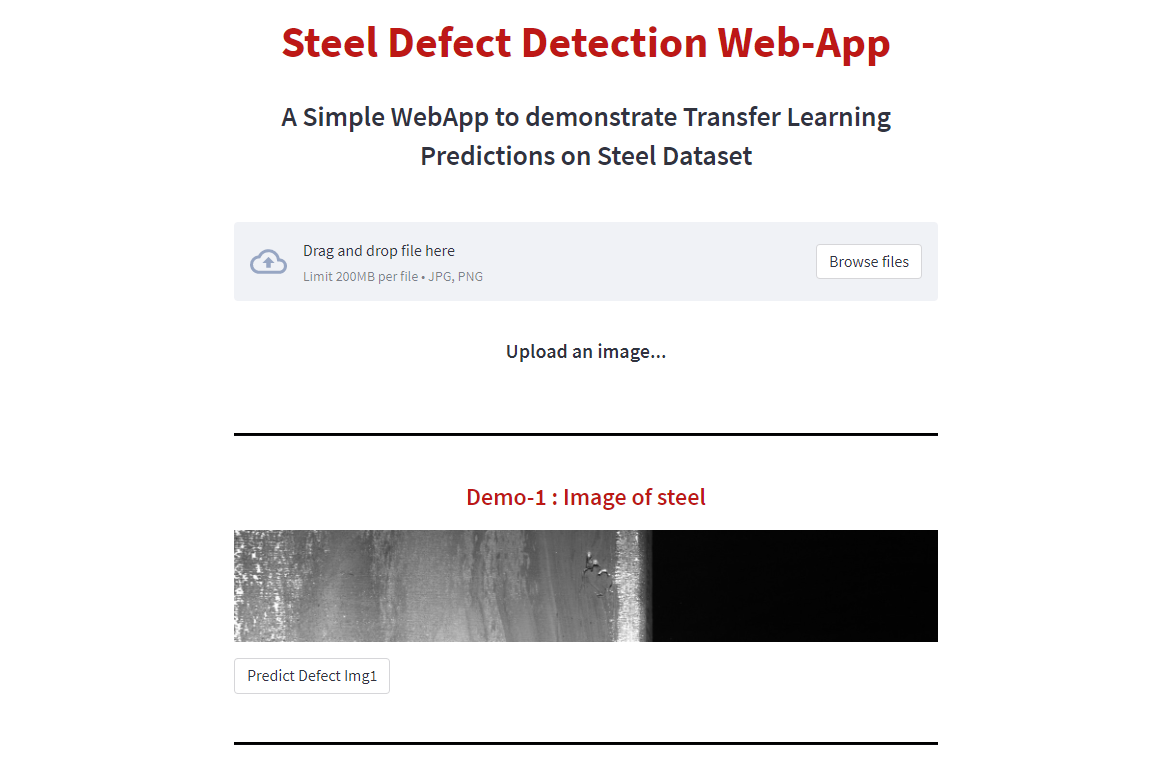 Steel Defect Detection Web-App
A Simple WebApp to demonstrate Transfer Learning
Predictions on Steel Dataset
Drag and drop file here
Limit 200MB per file • JPG, PNG
Browse files
Upload an image...
Demo-1 : Image of steel
Predict Defect Img1